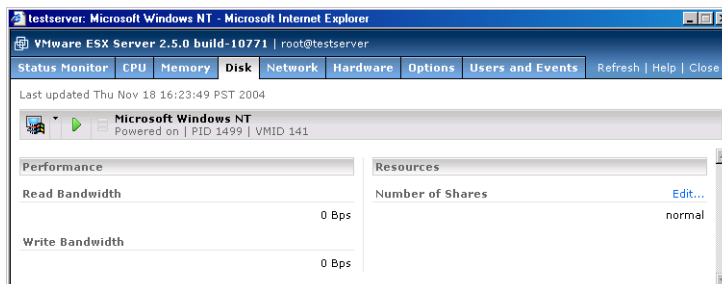 testserver: Microsoft Windows NT - Microsoft Internet Explorer
VMware ESX Server 2.5.0 build-10771 | root@testserver
Status Monitor CPU Memory Disk Network Hardware Options Users and Events Refresh | Help | Close
Last updated Thu Nov 18 16:23:49 PST 2004
Microsoft Windows NT
Powered on | PID 1499 | VMID 141
Performance
Read Bandwidth
0 Bps
Write Bandwidth
0 Bps
Resources
Number of Shares Edit...
normal